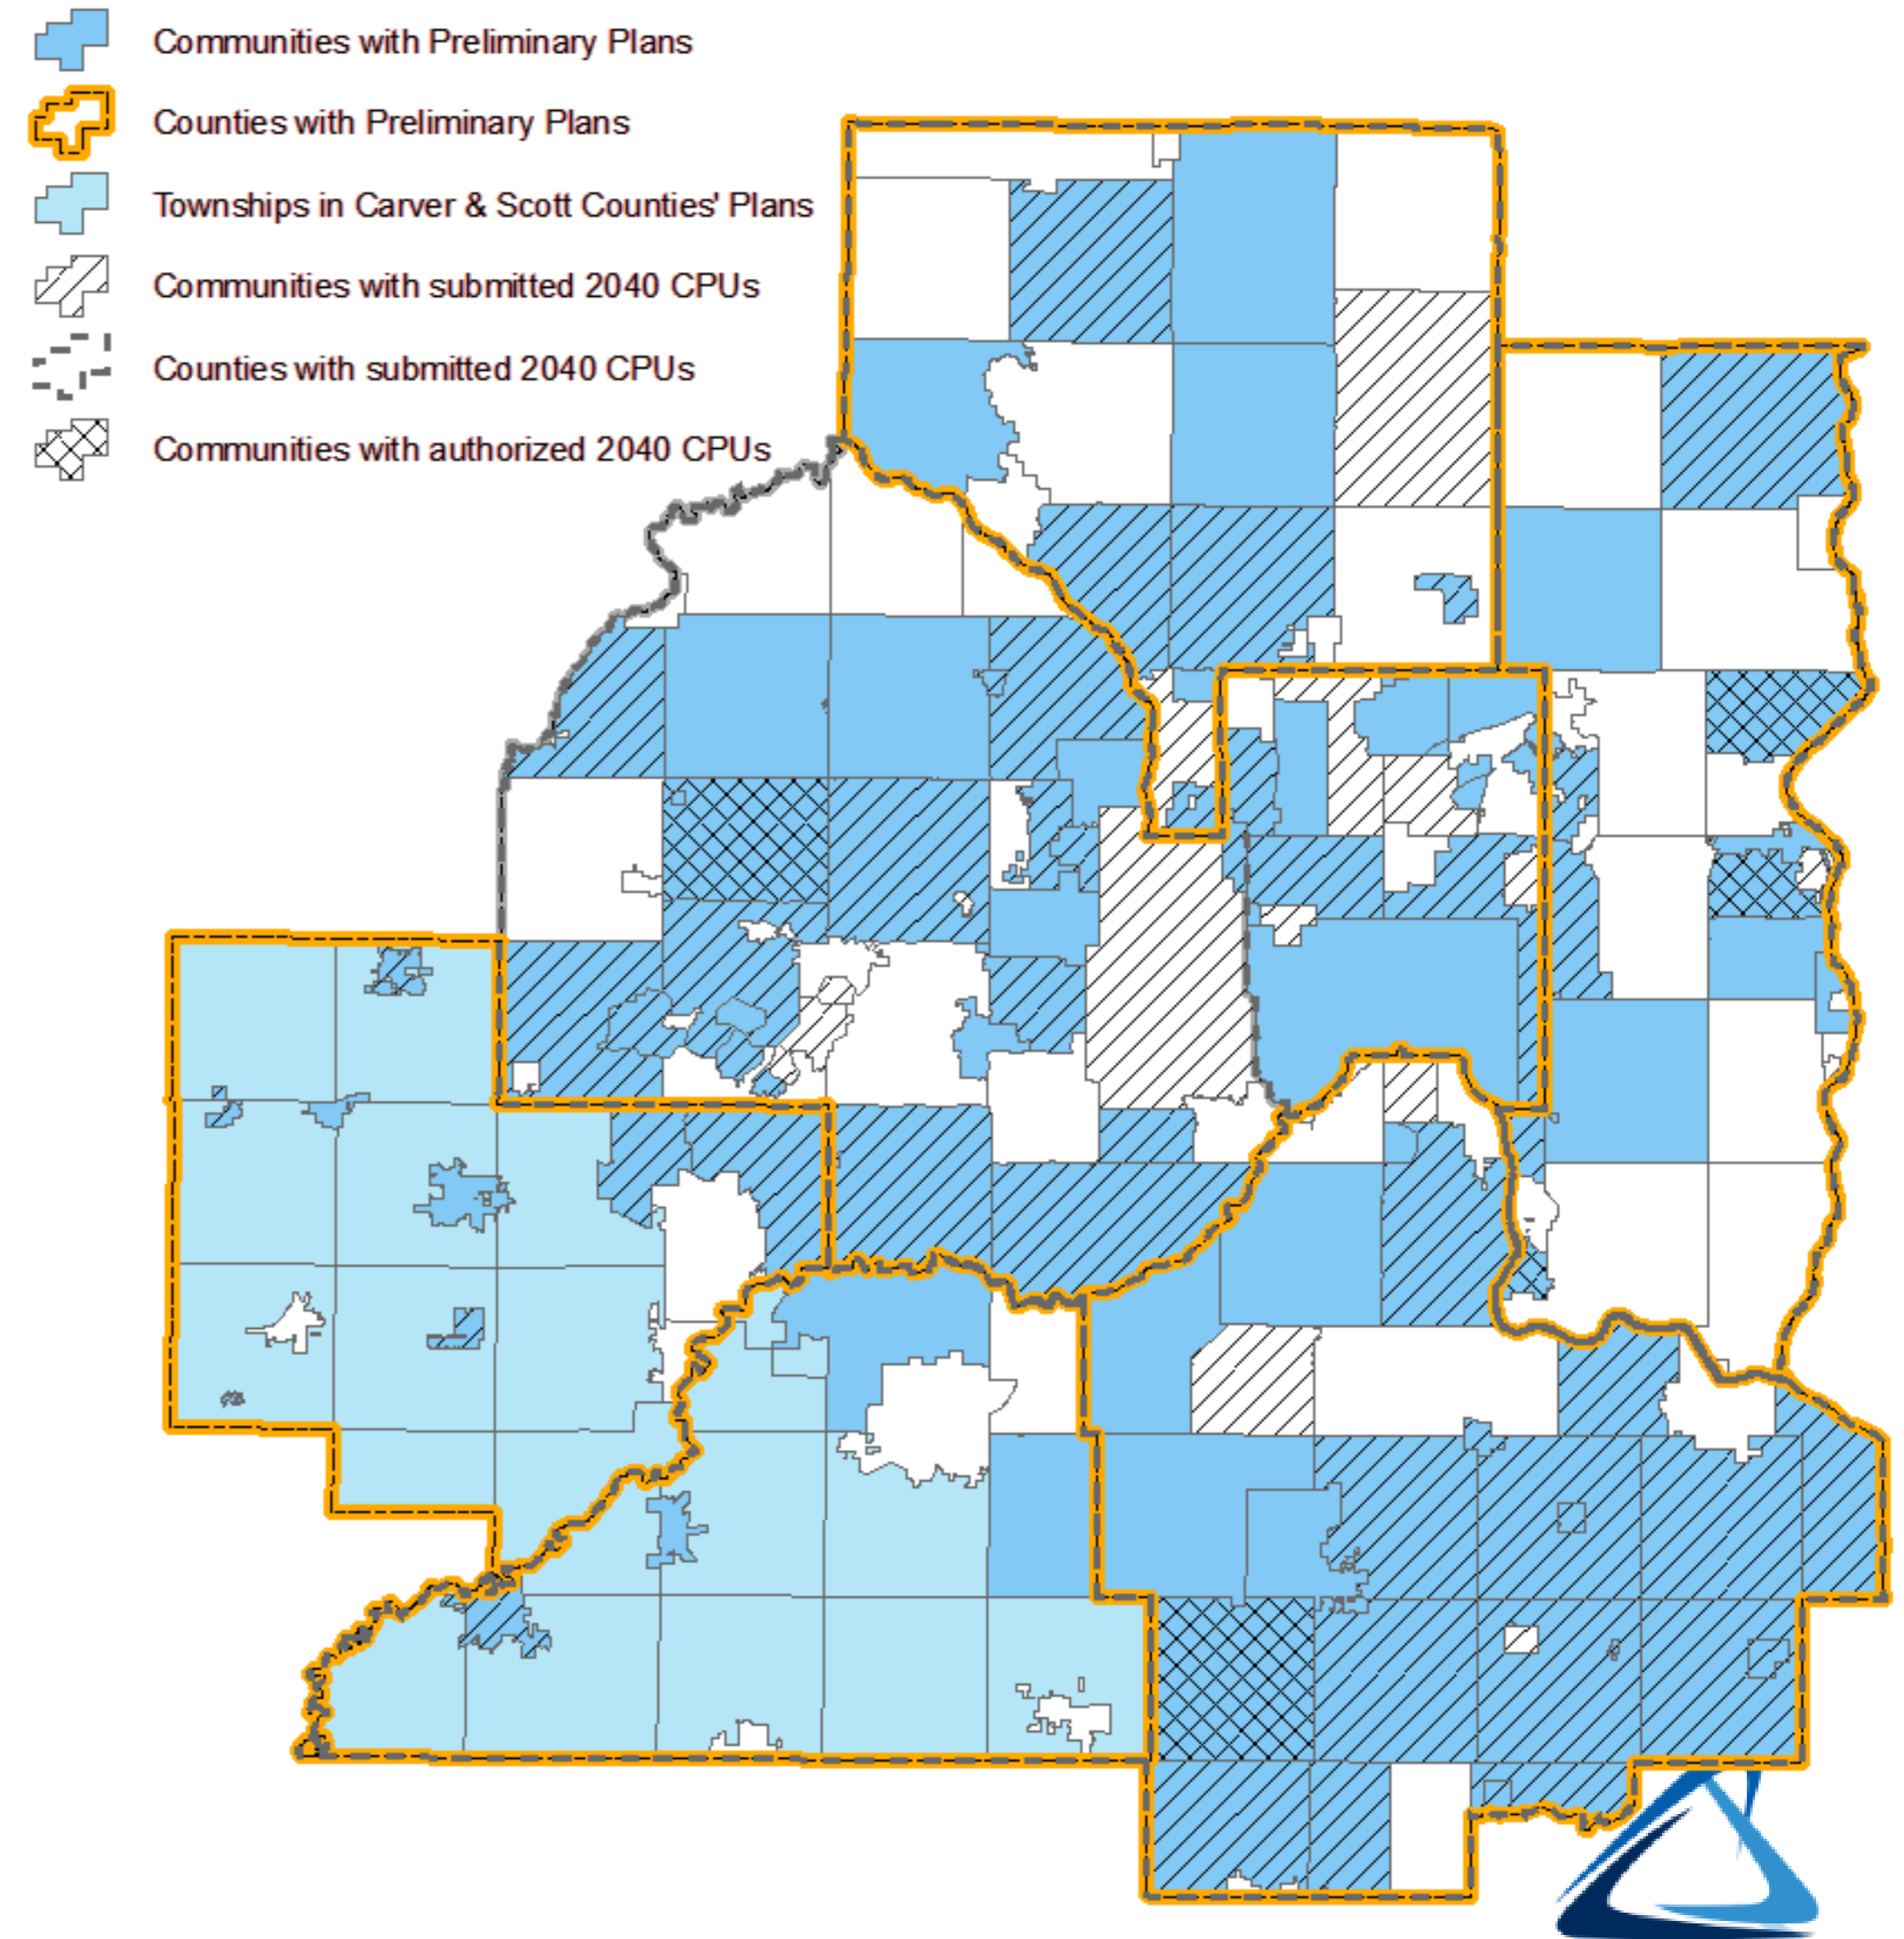 Communities with Preliminary Plans
Counties with Preliminary Plans
Townships in Carver & Scott Counties' Plans
Communities with submitted 2040 CPUs
Counties with submitted 2040 CPUs
Communities with authorized 2040 CPUs